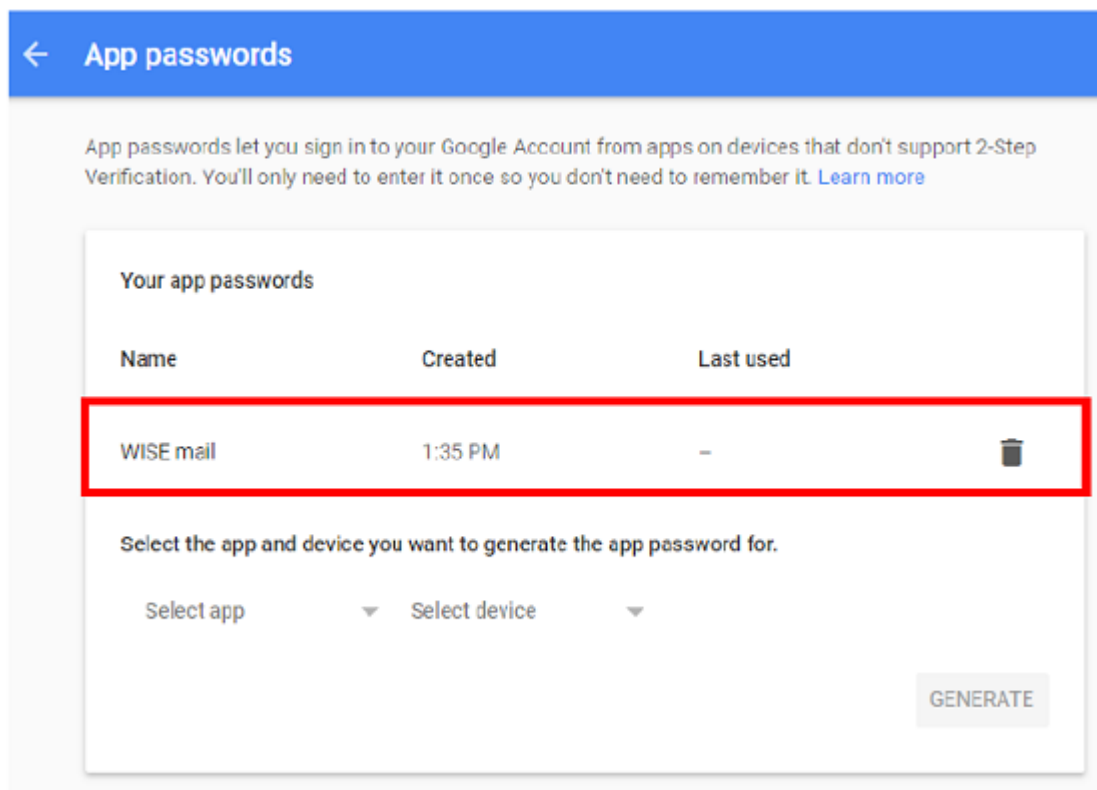 App passwords
App passwords let you sign in to your Google Account from apps on devices that don't support 2-Step
Verification. You'll only need to enter it once so you don't need to remember it. Learn more
Your app passwords
Name Created Last used
WISE mail 1:35 PM –
Select the app and device you want to generate the app password for.
Select app Select device
GENERATE